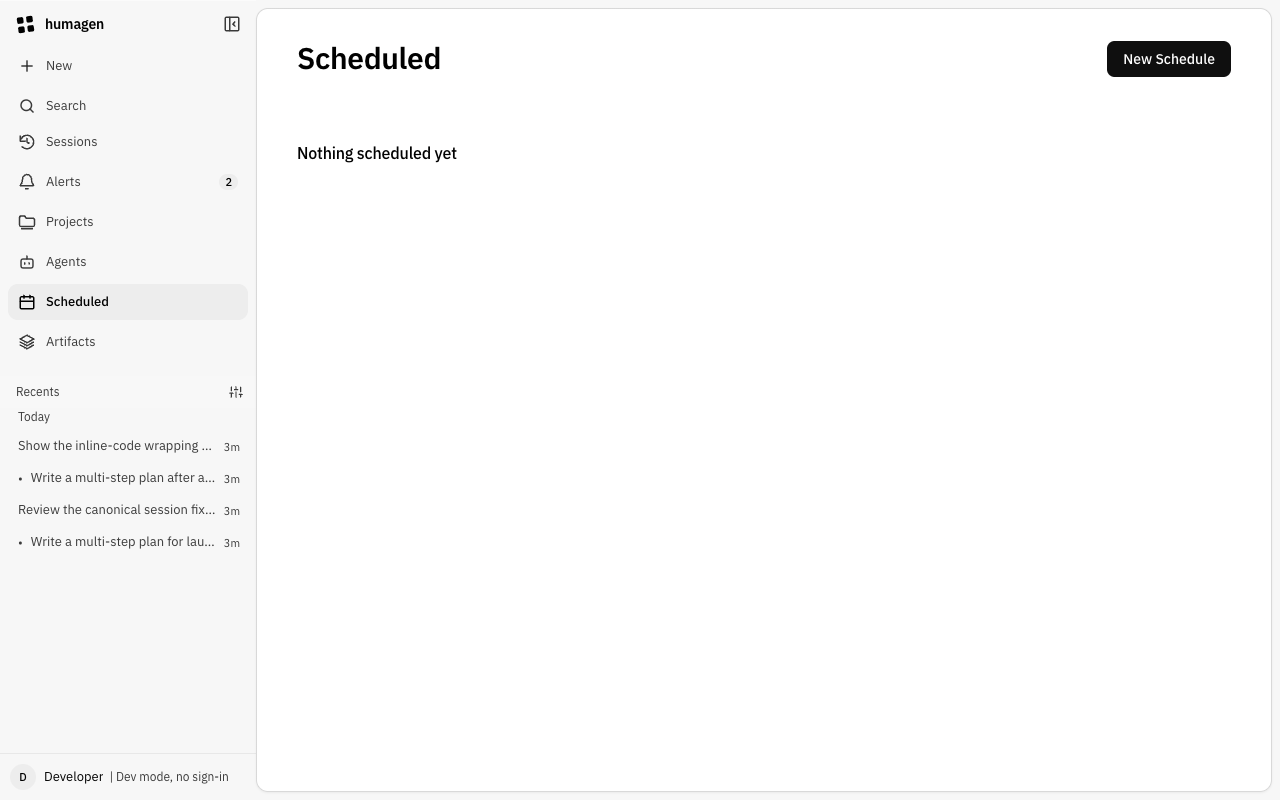 humagen
New
Search
Sessions
Alerts 2
Projects
Agents
Scheduled
Artifacts
Recents
Today
Show the inline-code wrapping ... 3m
• Write a multi-step plan after a... 3m
Review the canonical session fix... 3m
• Write a multi-step plan for lau... 3m
D Developer | Dev mode, no sign-in
Scheduled
New Schedule
Nothing scheduled yet